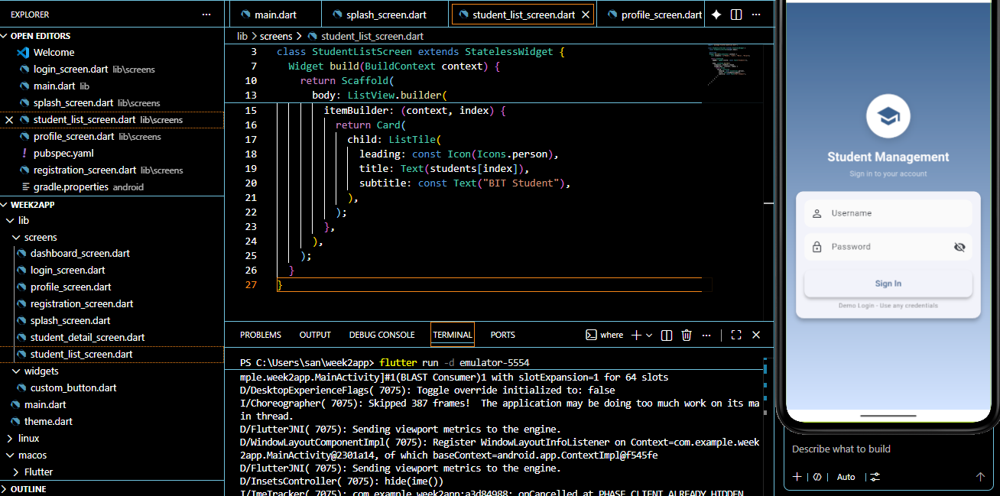 EXPLORER
OPEN EDITORS
Welcome
login_screen.dart lib\screens
main.dart lib
splash_screen.dart lib\screens
student_list_screen.dart lib\screens
profile_screen.dart lib\screens
! pubspec.yaml
registration_screen.dart lib\screens
gradle.properties android
WEEK2APP
lib
screens
dashboard_screen.dart
login_screen.dart
profile_screen.dart
registration_screen.dart
splash_screen.dart
student_detail_screen.dart
student_list_screen.dart
widgets
custom_button.dart
main.dart
theme.dart
linux
macos
Flutter
OUTLINE
main.dart splash_screen.dart student_list_screen.dart profile_screen.dart
lib > screens > student_list_screen.dart
3 class StudentListScreen extends StatelessWidget {
7 Widget build(BuildContext context) {
10 return Scaffold(
13 body: ListView.builder(
15 itemBuilder: (context, index) {
16 return Card(
17 child: ListTile(
18 leading: const Icon(Icons.person),
19 title: Text(students[index]),
20 subtitle: const Text("BIT Student"),
21 ),
22 );
23 },
24 ),
25 );
26 }
27 }
PROBLEMS OUTPUT DEBUG CONSOLE TERMINAL PORTS where
PS C:\Users\san\week2app> flutter run -d emulator-5554
mple.week2app.MainActivity]#1(BLAST Consumer)1 with slotExpansion=1 for 64 slots
D/DesktopExperienceFlags( 7075): Toggle override initialized to: false
I/Choreographer( 7075): Skipped 387 frames!  The application may be doing too much work on its ma
in thread.
D/FlutterJNI( 7075): Sending viewport metrics to the engine.
D/WindowLayoutComponentImpl( 7075): Register WindowLayoutInfoListener on Context=com.example.week
2app.MainActivity@2301a14, of which baseContext=android.app.ContextImpl@f545fe
D/FlutterJNI( 7075): Sending viewport metrics to the engine.
D/InsetsController( 7075): hide(ime())
I/ImeTracker( 7075): com.example.week2app:a3d84988: onCancelled at PHASE_CLIENT_ALREADY_HIDDEN
Student Management
Sign in to your account
Username
Password
Sign In
Demo Login - Use any credentials
Describe what to build
Auto